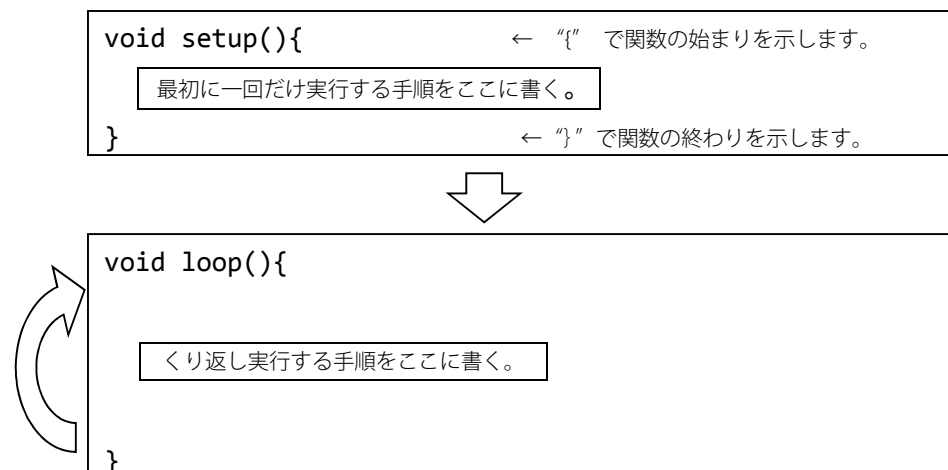 void setup(){ ← “{” で関数の始まりを示します。
最初に一回だけ実行する手順をここに書く。
} ← “}”で関数の終わりを示します。
void loop(){
くり返し実行する手順をここに書く。
}